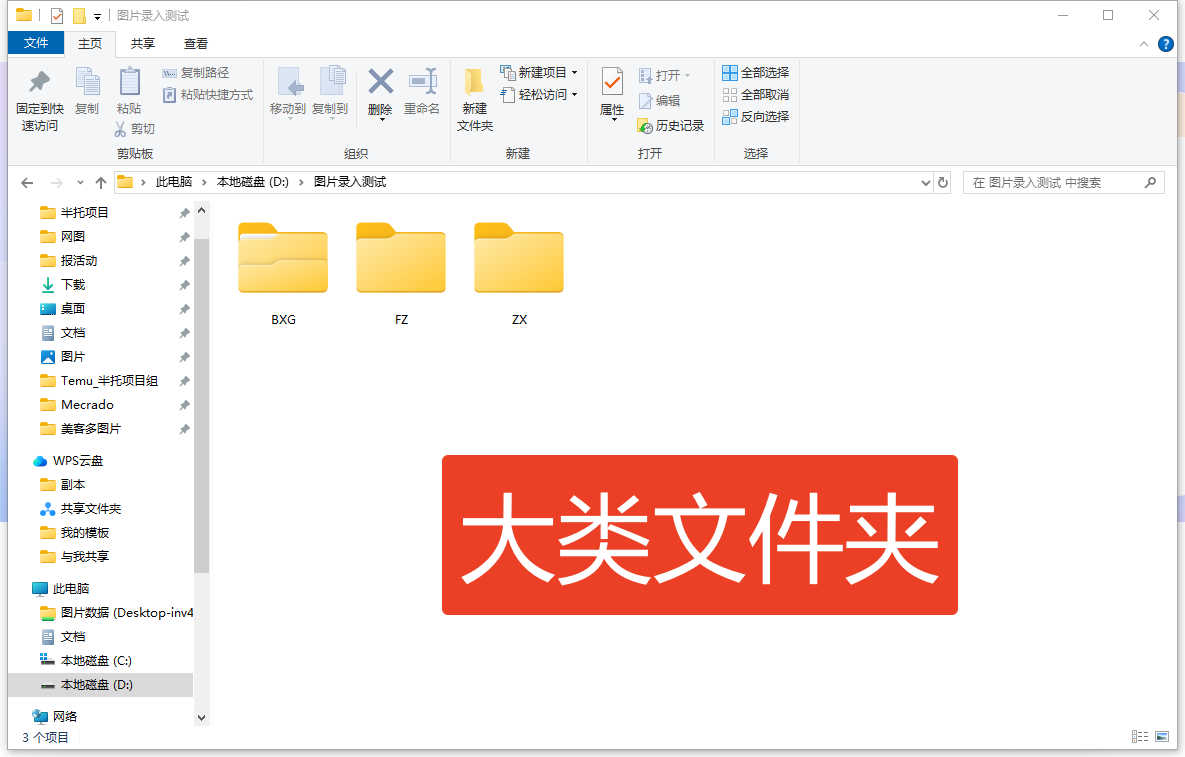 图片录入测试
文件
主页
共享
查看
固定到快
速访问
复制
粘贴
复制路径
粘贴快捷方式
剪切
剪贴板
移动到
复制到
删除
重命名
组织
新建
文件夹
新建项目
轻松访问
新建
属性
打开
编辑
历史记录
打开
全部选择
全部取消
反向选择
选择
此电脑
本地磁盘 (D:)
图片录入测试
在 图片录入测试 中搜索
半托项目
网图
报活动
下载
桌面
文档
图片
Temu_半托项目组
Mecrado
美客多图片
WPS云盘
副本
共享文件夹
我的模板
与我共享
此电脑
图片数据 (Desktop-inv4
文档
本地磁盘 (C:)
本地磁盘 (D:)
网络
BXG
FZ
ZX
大类文件夹
3 个项目